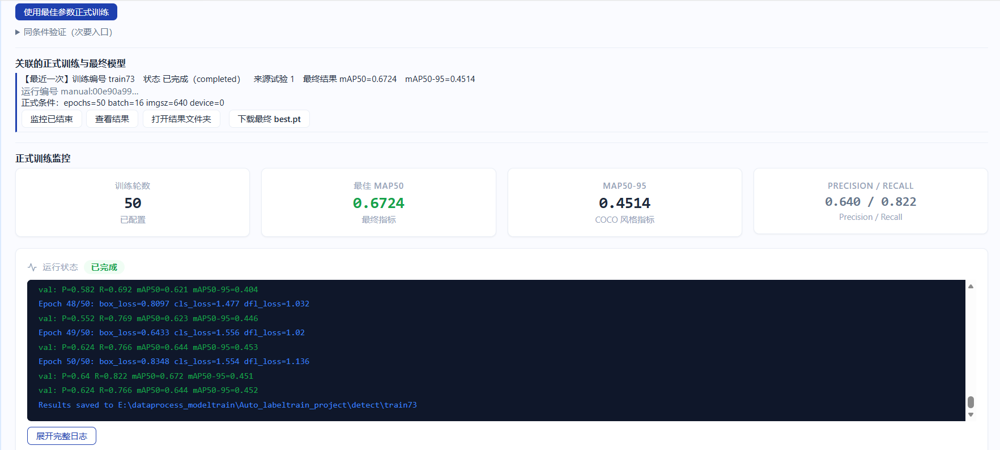 使用最佳参数正式训练
▶ 同条件验证（次要入口）
关联的正式训练与最终模型
【最近一次】训练编号 train73 状态 已完成（completed） 来源试验 1 最终结果 mAP50=0.6724 mAP50-95=0.4514
运行编号 manual:00e90a99...
正式条件：epochs=50 batch=16 imgsz=640 device=0
监控已结束 查看结果 打开结果文件夹 下载最终 best.pt
正式训练监控
训练轮数
50
已配置
最佳 MAP50
0.6724
最终指标
MAP50-95
0.4514
COCO 风格指标
PRECISION / RECALL
0.640 / 0.822
Precision / Recall
运行状态 已完成
val: P=0.582 R=0.692 mAP50=0.621 mAP50-95=0.404
Epoch 48/50: box_loss=0.8097 cls_loss=1.477 dfl_loss=1.032
val: P=0.552 R=0.769 mAP50=0.623 mAP50-95=0.446
Epoch 49/50: box_loss=0.6433 cls_loss=1.556 dfl_loss=1.02
val: P=0.624 R=0.766 mAP50=0.644 mAP50-95=0.453
Epoch 50/50: box_loss=0.8348 cls_loss=1.554 dfl_loss=1.136
val: P=0.64 R=0.822 mAP50=0.672 mAP50-95=0.451
val: P=0.624 R=0.766 mAP50=0.644 mAP50-95=0.452
Results saved to E:\dataprocess_modeltrain\Auto_labeltrain_project\detect\train73
展开完整日志